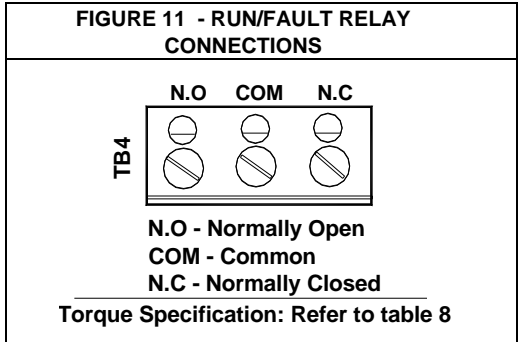 FIGURE 11 - RUN/FAULT RELAY
CONNECTIONS
N.O COM N.C
TB4
N.O - Normally Open
COM - Common
N.C - Normally Closed
Torque Specification: Refer to table 8